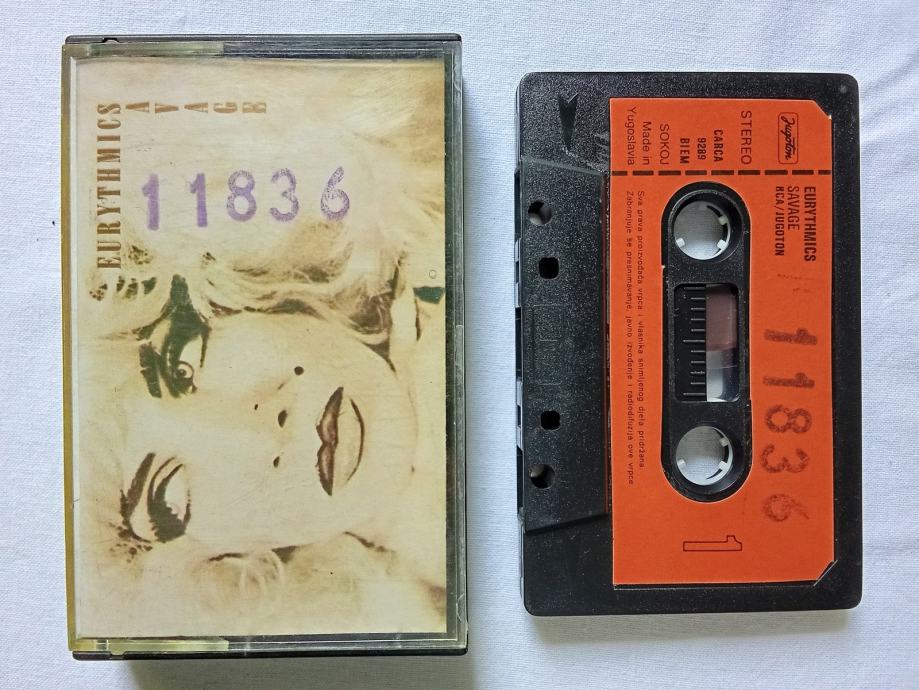 EURYTHMICS
SAVAGE
11836
Jugoton
STEREO
CARCA
9289
BIEM
SOKOJ
Made in
Yugoslavia
EURYTHMICS
SAVAGE
RCA/JUGOTON
11836
1
Sva prava proizvođača vrpce i vlasnika snimljenog djela pridržana.
Zabranjuje se presnimavanje, javno izvođenje i radiodifuzija ove vrpce